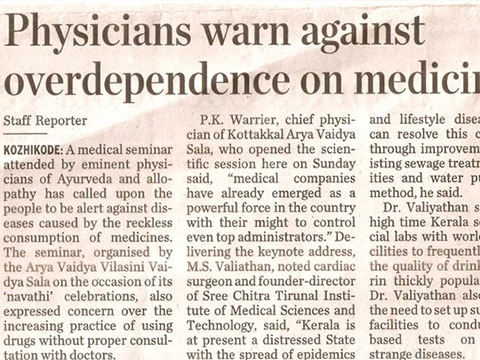 Physicians warn against
overdependence on medicin
Staff Reporter
KOZHIKODE: A medical seminar
attended by eminent physi-
cians of Ayurveda and allo-
pathy has called upon the
people to be alert against dis-
eases caused by the reckless
consumption of medicines.
The seminar, organised by
the Arya Vaidya Vilasini Vai-
dya Sala on the occasion of its
'navathi' celebrations, also
expressed concern over the
increasing practice of using
drugs without proper consul-
tation with doctors.
P.K. Warrier, chief physi-
cian of Kottakkal Arya Vaidya
Sala, who opened the scien-
tific session here on Sunday
said, "medical companies
have already emerged as a
powerful force in the country
with their might to control
even top administrators." De-
livering the keynote address,
M.S. Valiathan, noted cardiac
surgeon and founder-director
of Sree Chitra Tirunal Insti-
tute of Medical Sciences and
Technology, said, "Kerala is
at present a distressed State
with the spread of epidemics
and lifestyle disea
can resolve this c
through improvem
isting sewage treatr
ities and water pu
method, he said.
Dr. Valiyathan s
high time Kerala s
cial labs with worl
cilities to frequentl
the quality of drink
rin thickly popula
Dr. Valiyathan also
the need to set up su
facilities to condu
based tests on
strange diseases.